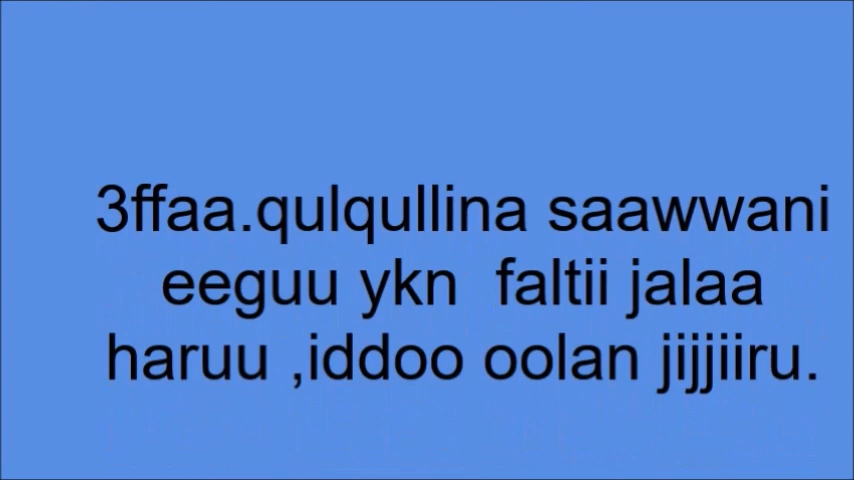 3ffaa.qulqullina saawwani
eeguu ykn faltii jalaa
haruu ,iddoo oolan jijjiiru.